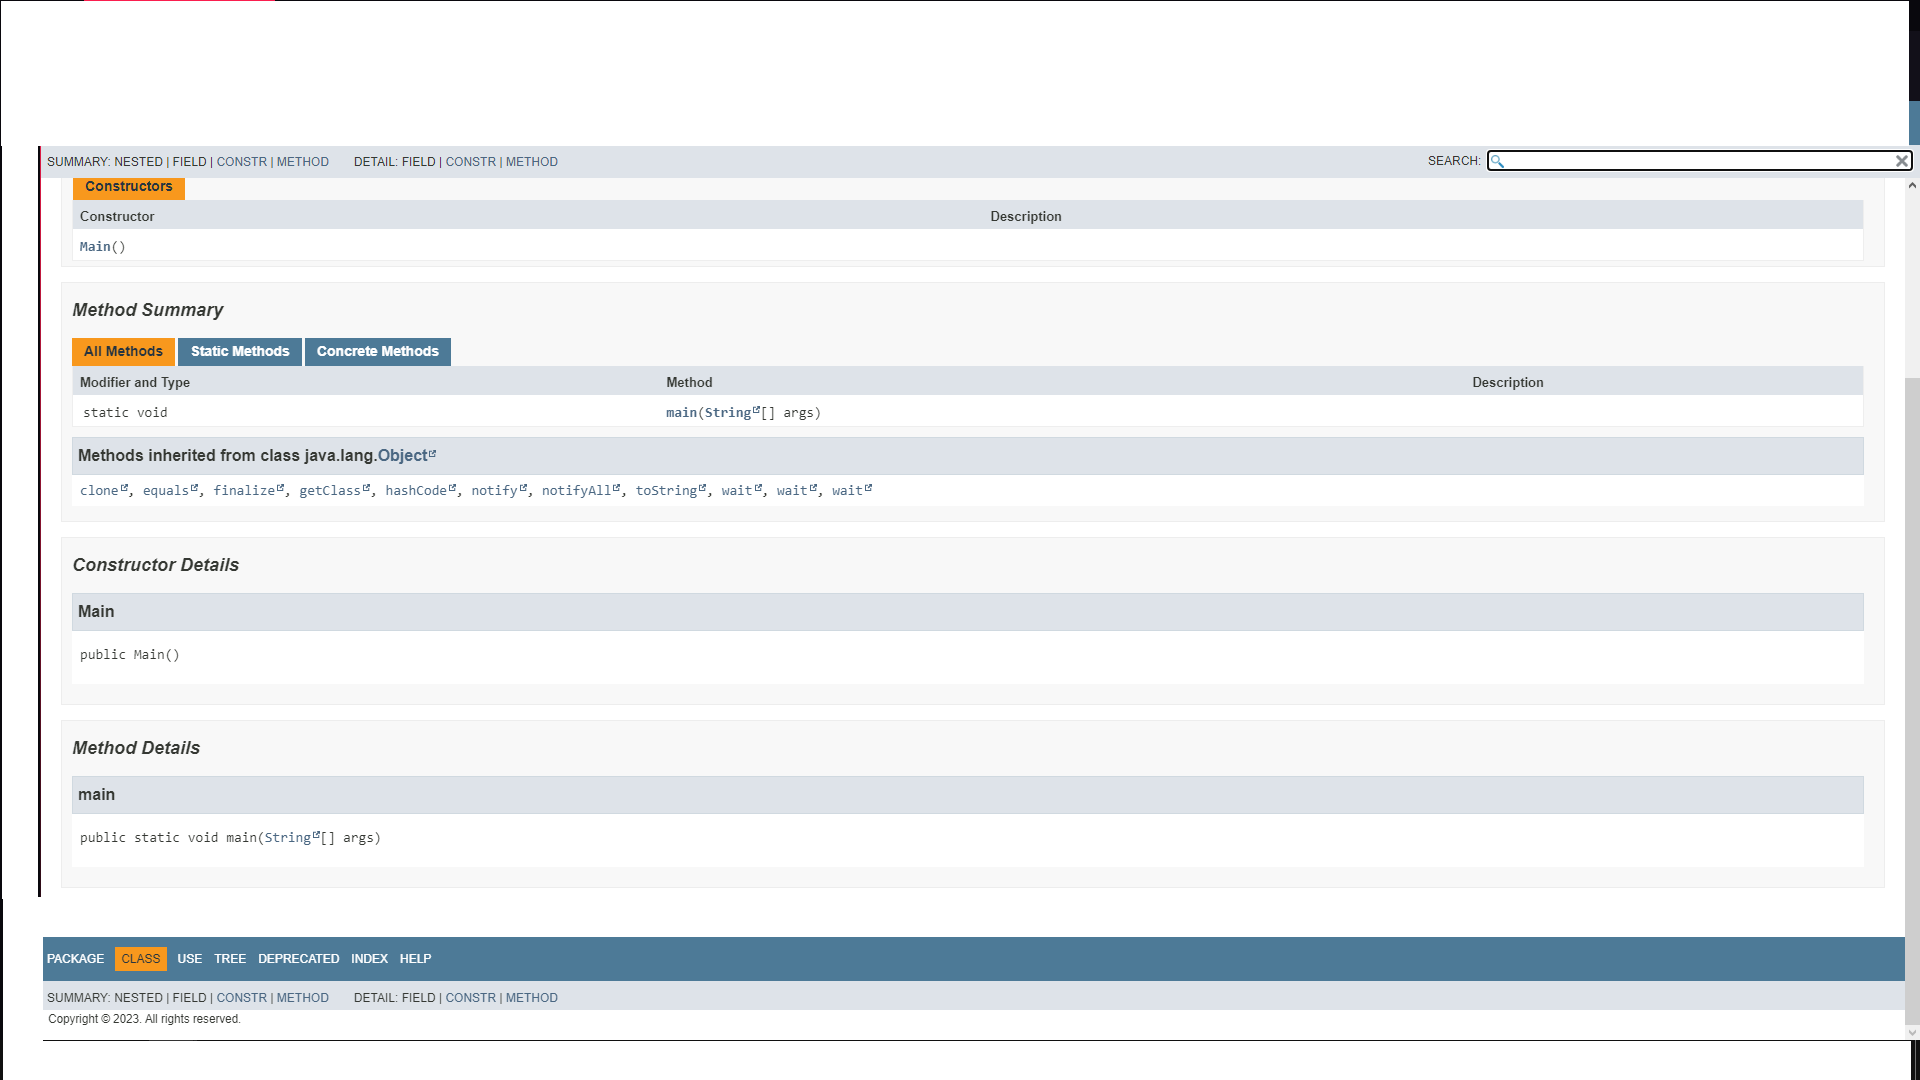 SUMMARY: NESTED | FIELD | CONSTR | METHOD DETAIL: FIELD | CONSTR | METHOD SEARCH:
Constructors
Constructor Description
Main()
Method Summary
All Methods Static Methods Concrete Methods
Modifier and Type Method Description
static void main(String[] args)
Methods inherited from class java.lang.Object
clone, equals, finalize, getClass, hashCode, notify, notifyAll, toString, wait, wait, wait
Constructor Details
Main
public Main()
Method Details
main
public static void main(String[] args)
PACKAGE CLASS USE TREE DEPRECATED INDEX HELP
SUMMARY: NESTED | FIELD | CONSTR | METHOD DETAIL: FIELD | CONSTR | METHOD
Copyright © 2023. All rights reserved.